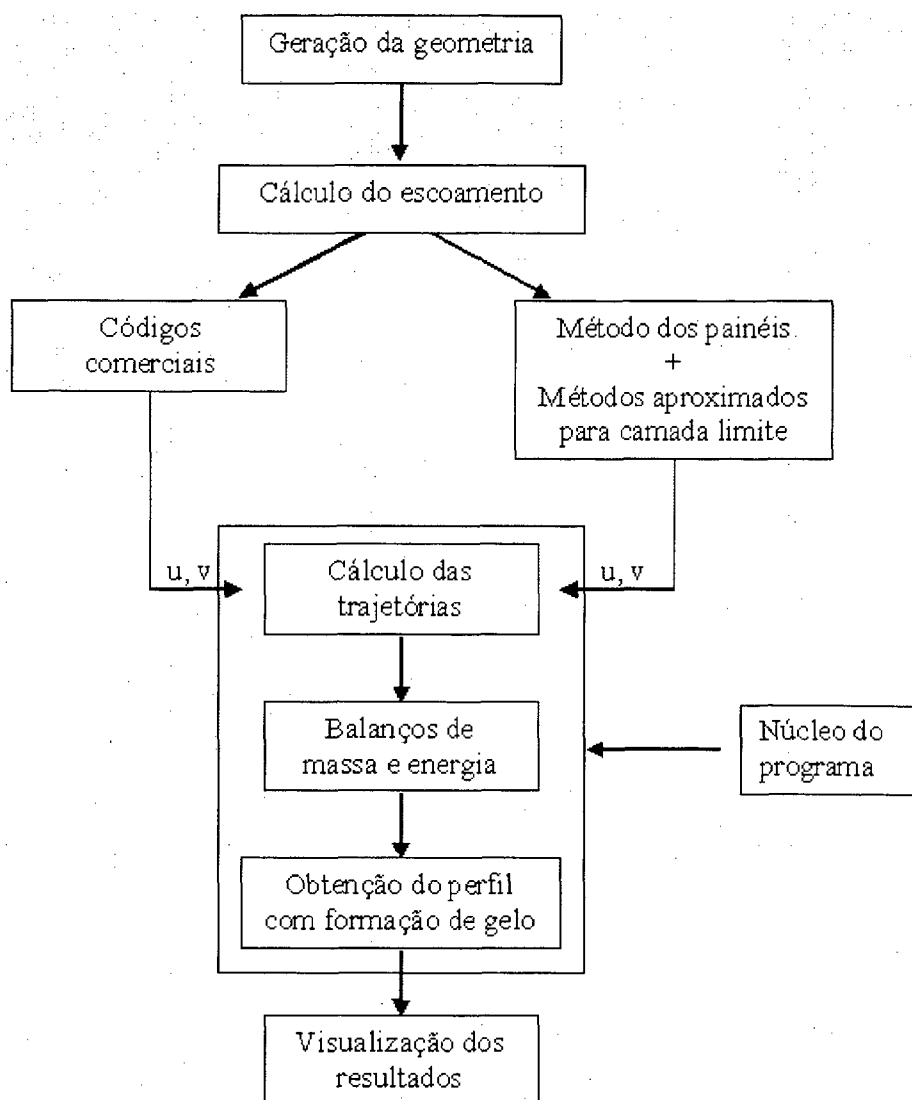 Geração da geometria
Cálculo do escoamento
Códigos
comerciais
Método dos painéis
+
Métodos aproximados
para camada limite
u, v
u, v
Cálculo das
trajetórias
Balanços de
massa e energia
Núcleo do
programa
Obtenção do perfil
com formação de gelo
Visualização dos
resultados